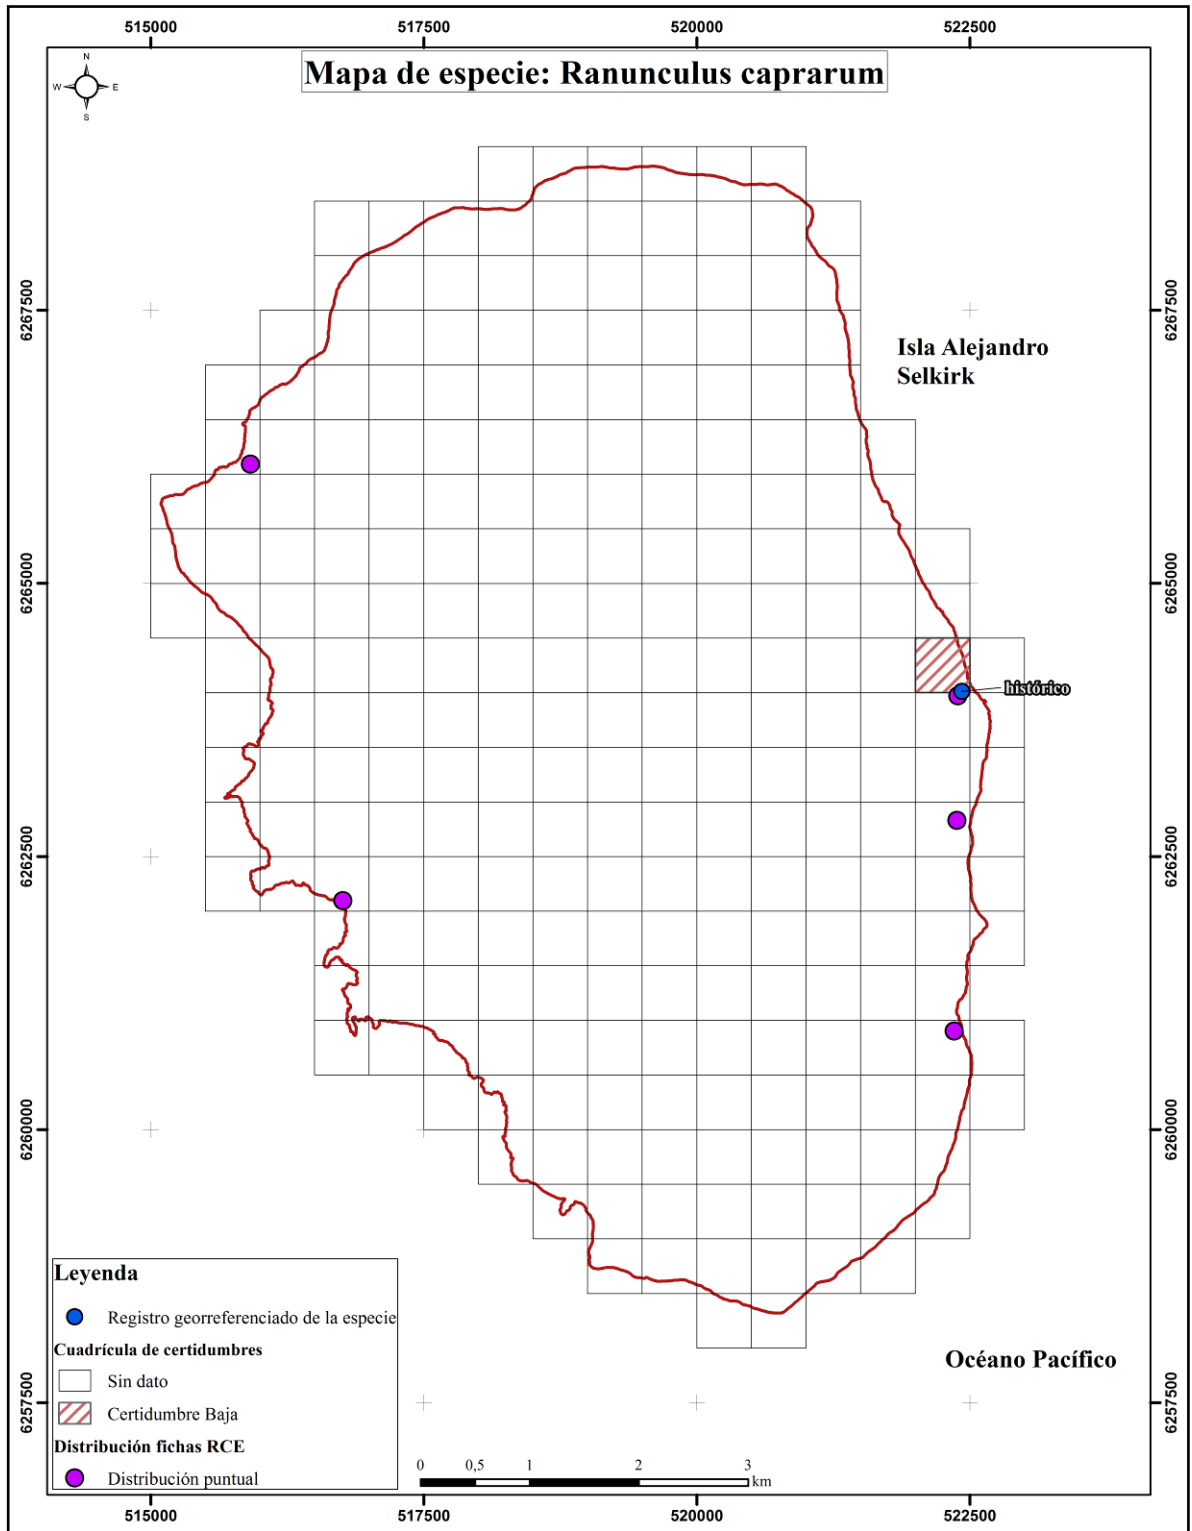 515000 517500 520000 522500
Mapa de especie: Ranunculus caprarum
N
W E
S
6267500 6267500
Isla Alejandro
Selkirk
6265000 6265000
histórico
6262500 6262500
6260000 6260000
Leyenda
Registro georreferenciado de la especie
Cuadrícula de certidumbres
Sin dato
Certidumbre Baja
Distribución fichas RCE
Distribución puntual
Océano Pacífico
6257500 6257500
0 0,5 1 2 3
km
515000 517500 520000 522500